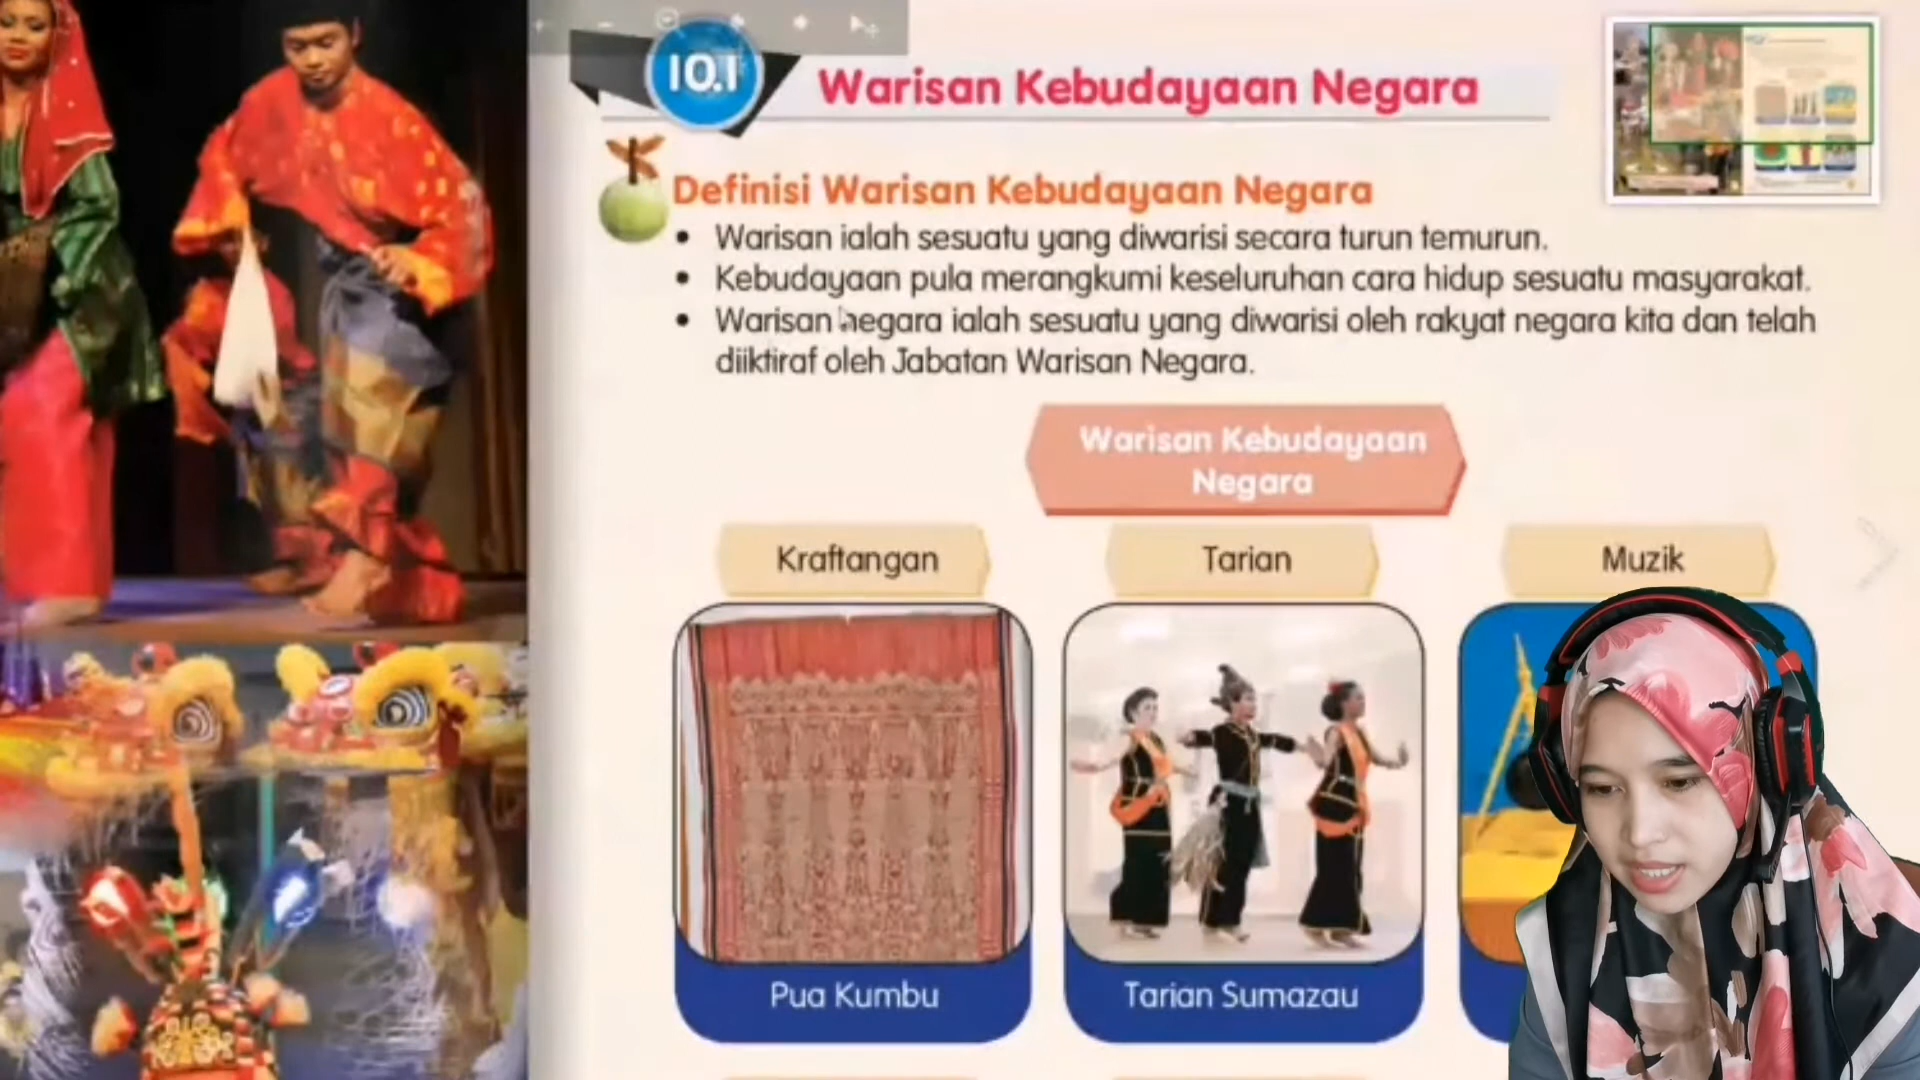 10.1
Warisan Kebudayaan Negara
Definisi Warisan Kebudayaan Negara
• Warisan ialah sesuatu yang diwarisi secara turun temurun.
• Kebudayaan pula merangkumi keseluruhan cara hidup sesuatu masyarakat.
• Warisan negara ialah sesuatu yang diwarisi oleh rakyat negara kita dan telah
diiktiraf oleh Jabatan Warisan Negara.
Warisan Kebudayaan
Negara
Kraftangan
Tarian
Muzik
Pua Kumbu
Tarian Sumazau